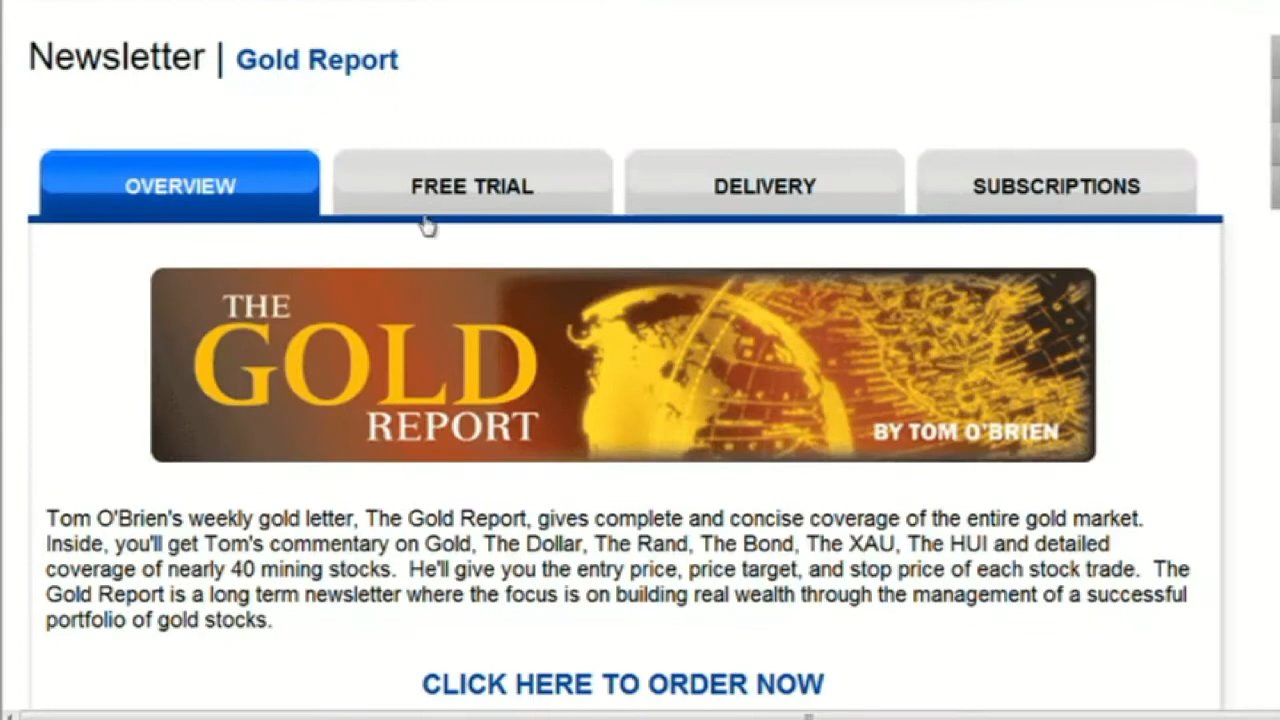 Newsletter | Gold Report
OVERVIEW
FREE TRIAL
DELIVERY
SUBSCRIPTIONS
THE
GOLD
REPORT
BY TOM O'BRIEN
Tom O'Brien's weekly gold letter, The Gold Report, gives complete and concise coverage of the entire gold market.
Inside, you'll get Tom's commentary on Gold, The Dollar, The Rand, The Bond, The XAU, The HUI and detailed
coverage of nearly 40 mining stocks.  He'll give you the entry price, price target, and stop price of each stock trade.  The
Gold Report is a long term newsletter where the focus is on building real wealth through the management of a successful
portfolio of gold stocks.
CLICK HERE TO ORDER NOW